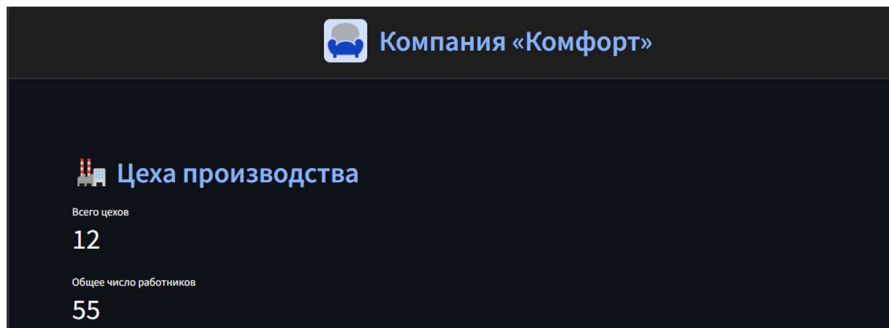 Компания «Комфорт»
Цеха производства
Всего цехов
12
Общее число работников
55